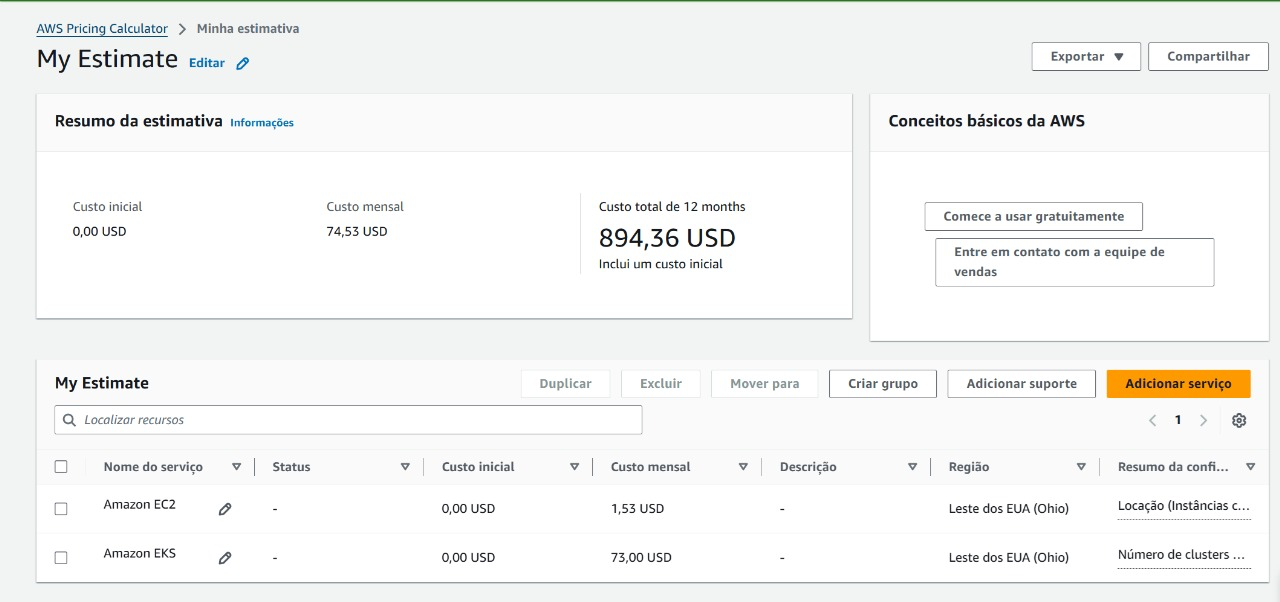 AWS Pricing Calculator > Minha estimativa
My Estimate Editar
Exportar ▼ Compartilhar
Resumo da estimativa Informações
Custo inicial
0,00 USD
Custo mensal
74,53 USD
Custo total de 12 months
894,36 USD
Inclui um custo inicial
Conceitos básicos da AWS
Comece a usar gratuitamente
Entre em contato com a equipe de
vendas
My Estimate
Duplicar Excluir Mover para Criar grupo Adicionar suporte Adicionar serviço
Localizar recursos
< 1 >
Nome do serviço Status Custo inicial Custo mensal Descrição Região Resumo da confi...
Amazon EC2 - 0,00 USD 1,53 USD - Leste dos EUA (Ohio) Locação (Instâncias c...
Amazon EKS - 0,00 USD 73,00 USD - Leste dos EUA (Ohio) Número de clusters ...